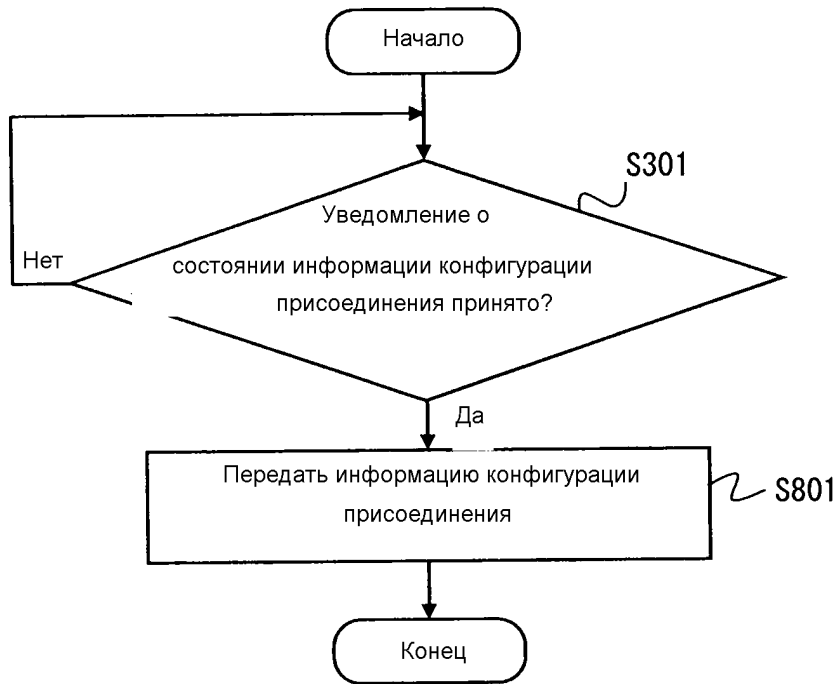 Начало
S301
Уведомление о
состоянии информации конфигурации
присоединения принято?
Нет
Да
Передать информацию конфигурации
присоединения
S801
Конец